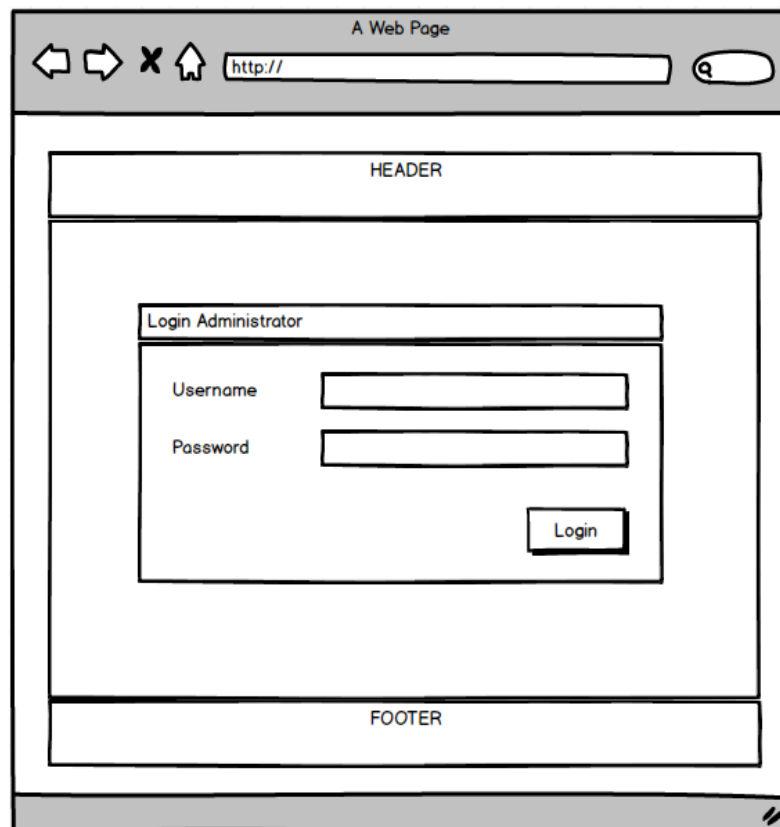 A Web Page
http://
HEADER
Login Administrator
Username
Password
Login
FOOTER